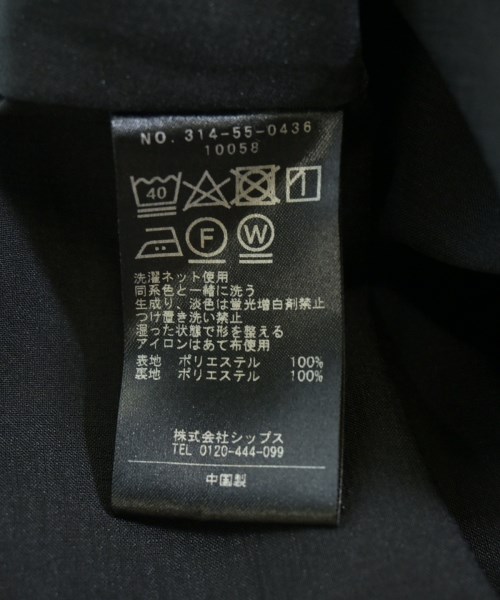 NO. 314-55-0436
10058
40
F W
洗濯ネット使用
同系色と一緒に洗う
生成り、淡色は蛍光増白剤禁止
つけ置き洗い禁止
湿った状態で形を整える
アイロンはあて布使用
表地 ポリエステル 100%
裏地 ポリエステル 100%
株式会社シップス
TEL 0120-444-099
中国製